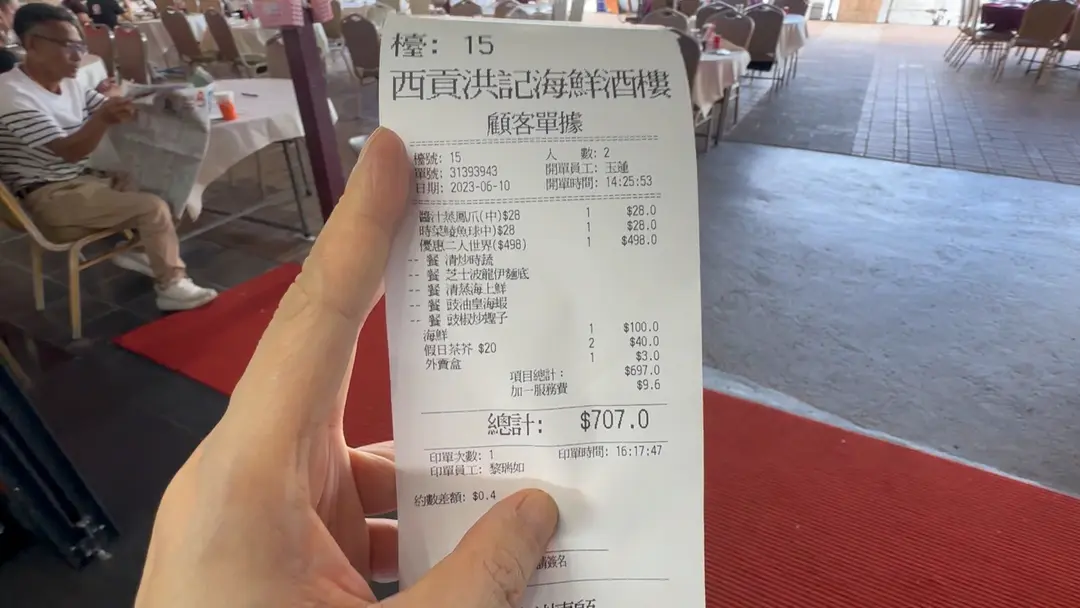 檯: 15
西貢洪記海鮮酒樓
顧客單據
檯號: 15 人 數: 2
單號: 31393943 開單員工: 玉蓮
日期: 2023-06-10 開單時間: 14:25:53
醬汁蒸鳳爪(中)$28 1 $28.0
時菜鯪魚球中)$28 1 $28.0
優惠二人世界($498) 1 $498.0
-- 餐 清炒時蔬
-- 餐 芝士波龍伊麵底
-- 餐 清蒸海上鮮
-- 餐 豉油皇海蝦
-- 餐 豉椒炒蟶子
海鮮 1 $100.0
假日茶芥 $20 2 $40.0
外賣盒 1 $3.0
項目總計: $697.0
加一服務費 $9.6
總計: $707.0
印單次數: 1 印單時間: 16:17:47
印單員工: 黎瑞如
約數差額: $0.4
請簽名